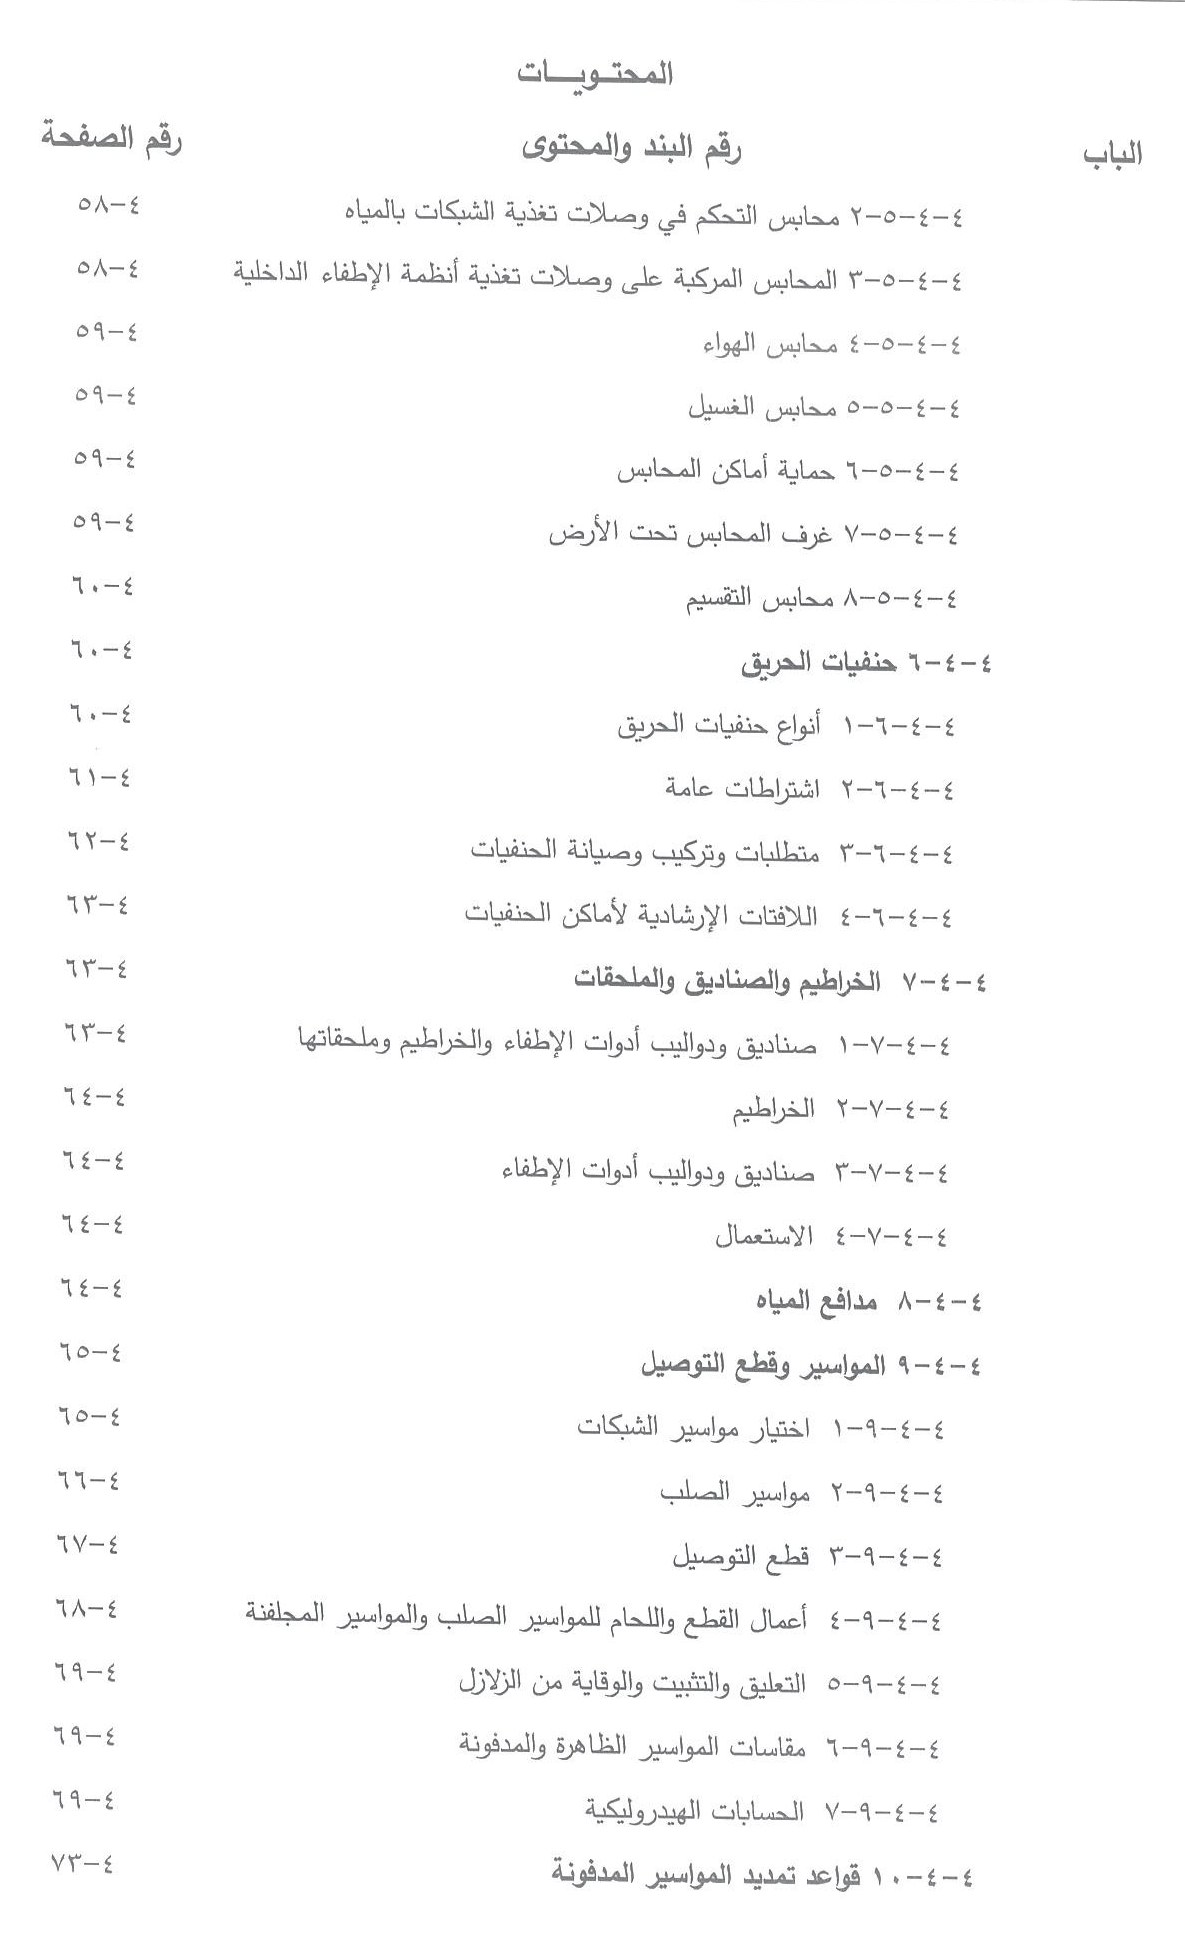 المحتويـــات
الباب رقم البند والمحتوى رقم الصفحة
٤-٤-٥-٢ محابس التحكم في وصلات تغذية الشبكات بالمياه ٤-٥٨
٤-٤-٥-٣ المحابس المركبة على وصلات تغذية أنظمة الإطفاء الداخلية ٤-٥٨
٤-٤-٥-٤ محابس الهواء ٤-٥٩
٤-٤-٥-٥ محابس الغسيل ٤-٥٩
٤-٤-٥-٦ حماية أماكن المحابس ٤-٥٩
٤-٤-٥-٧ غرف المحابس تحت الأرض ٤-٥٩
٤-٤-٥-٨ محابس التقسيم ٤-٦٠
٤-٤-٦ حنفيات الحريق ٤-٦٠
٤-٤-٦-١ أنواع حنفيات الحريق ٤-٦٠
٤-٤-٦-٢ اشتراطات عامة ٤-٦١
٤-٤-٦-٣ متطلبات وتركيب وصيانة الحنفيات ٤-٦٢
٤-٤-٦-٤ اللافتات الإرشادية لأماكن الحنفيات ٤-٦٣
٤-٤-٧ الخراطيم والصناديق والملحقات ٤-٦٣
٤-٤-٧-١ صناديق ودواليب أدوات الإطفاء والخراطيم وملحقاتها ٤-٦٣
٤-٤-٧-٢ الخراطيم ٤-٦٤
٤-٤-٧-٣ صناديق ودواليب أدوات الإطفاء ٤-٦٤
٤-٤-٧-٤ الاستعمال ٤-٦٤
٤-٤-٨ مدافع المياه ٤-٦٤
٤-٤-٩ المواسير وقطع التوصيل ٤-٦٥
٤-٤-٩-١ اختيار مواسير الشبكات ٤-٦٥
٤-٤-٩-٢ مواسير الصلب ٤-٦٦
٤-٤-٩-٣ قطع التوصيل ٤-٦٧
٤-٤-٩-٤ أعمال القطع واللحام للمواسير الصلب والمواسير المجلفنة ٤-٦٨
٤-٤-٩-٥ التعليق والتثبيت والوقاية من الزلازل ٤-٦٩
٤-٤-٩-٦ مقاسات المواسير الظاهرة والمدفونة ٤-٦٩
٤-٤-٩-٧ الحسابات الهيدروليكية ٤-٦٩
٤-٤-١٠ قواعد تمديد المواسير المدفونة ٤-٧٣